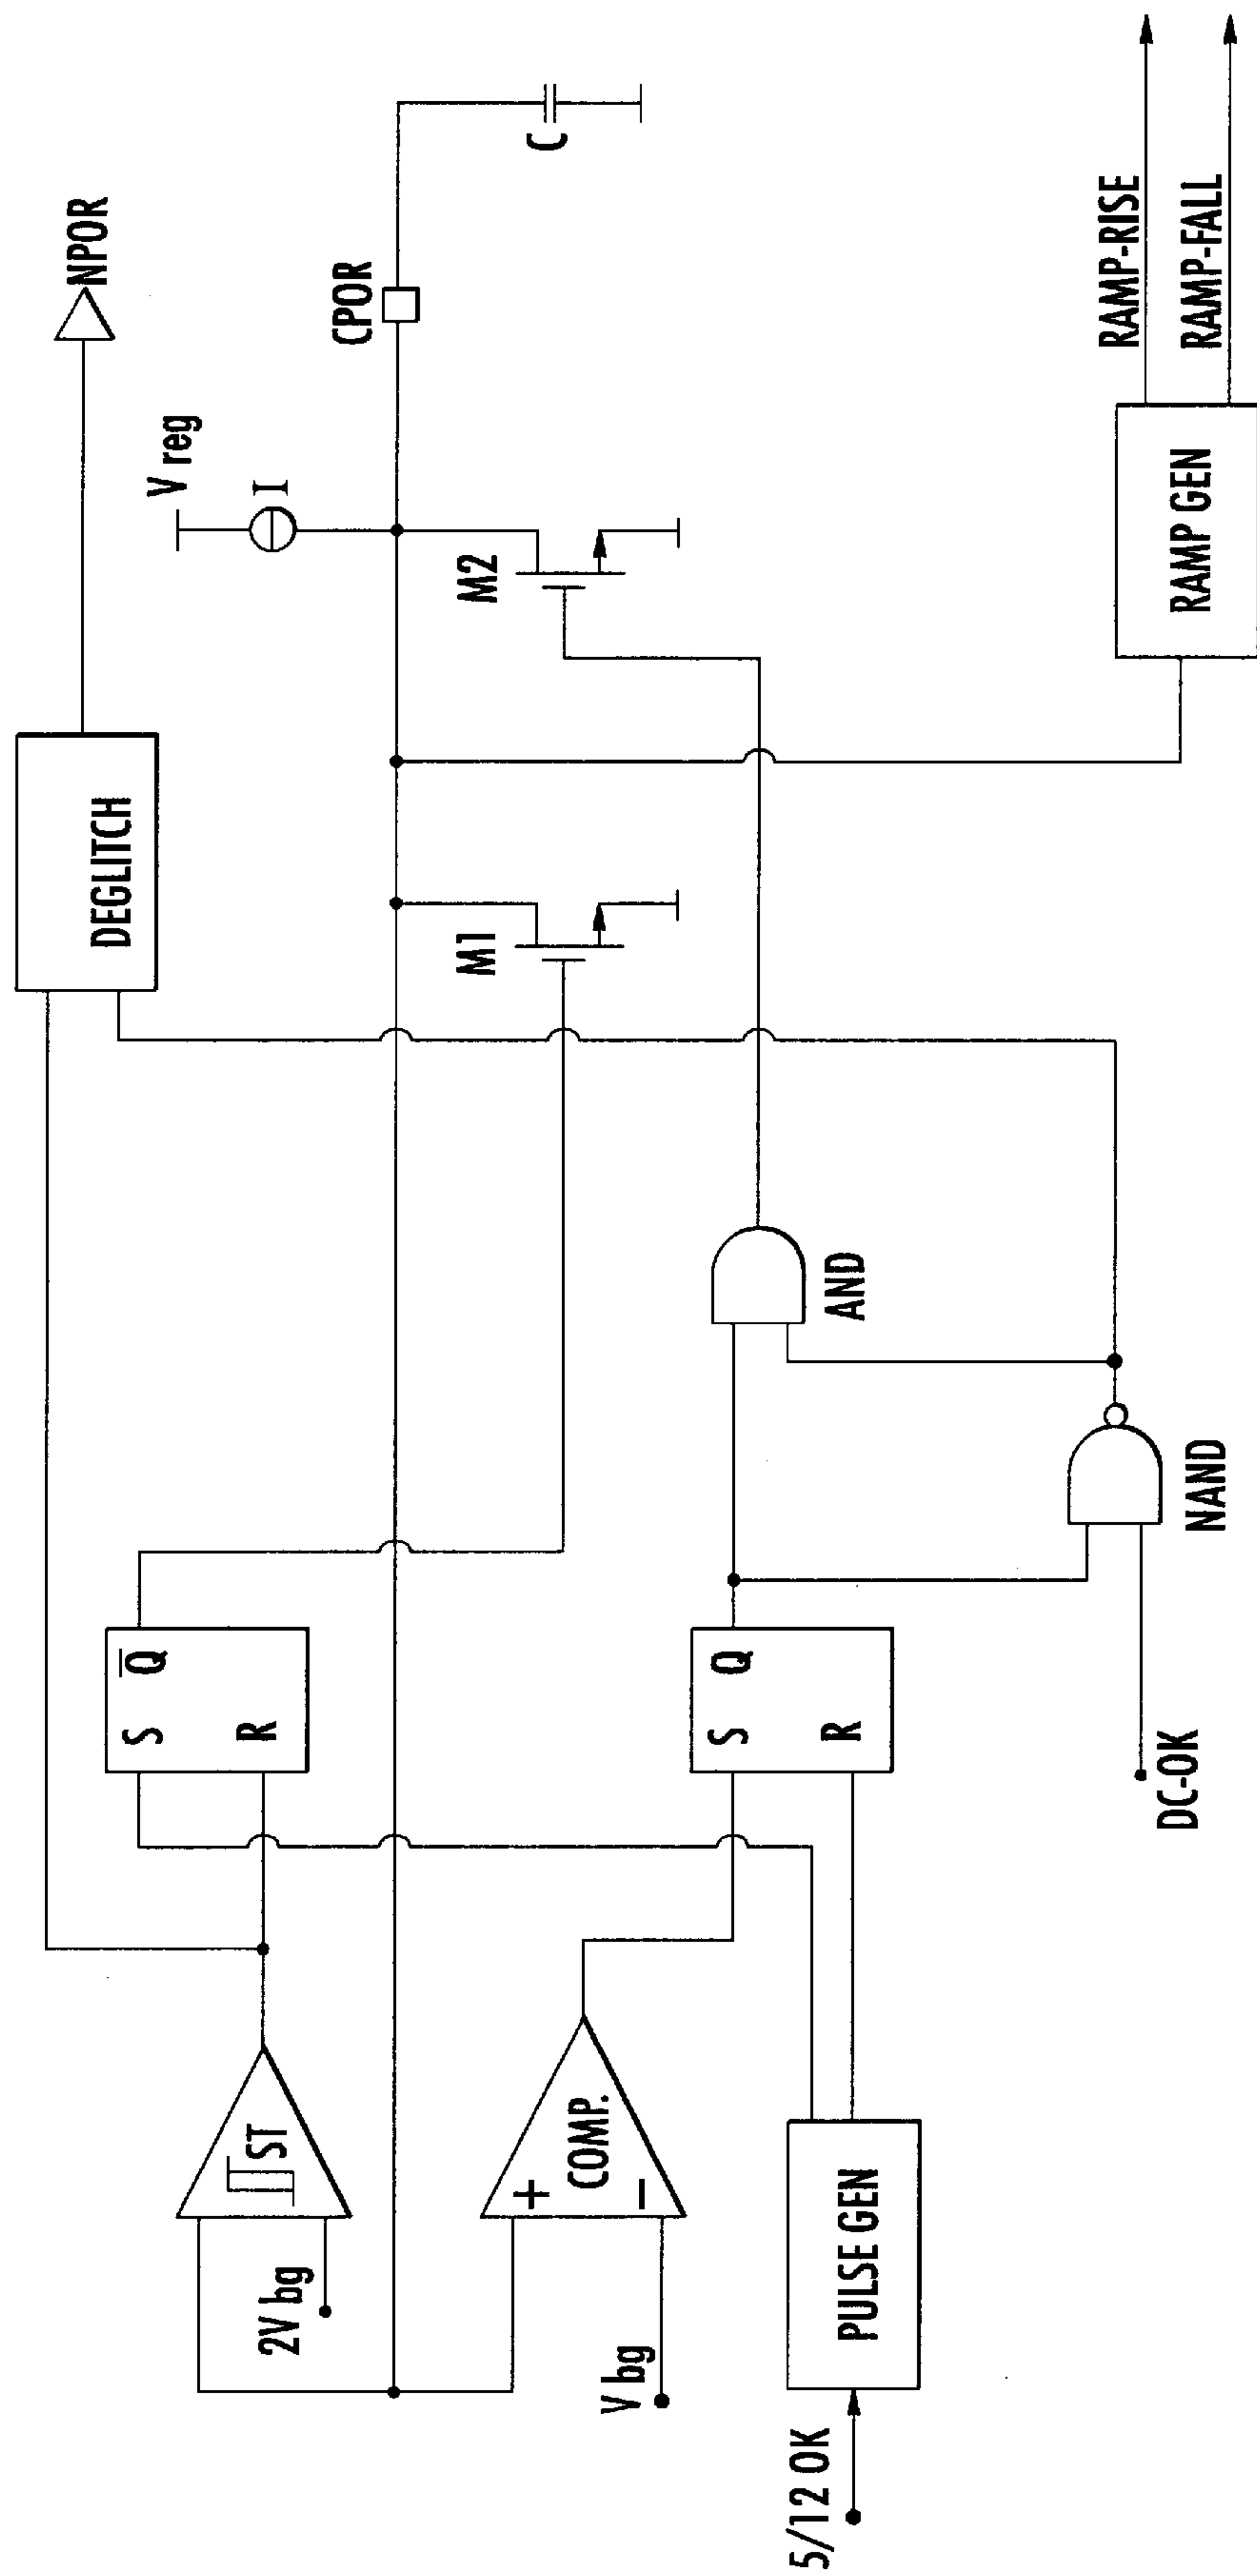 NPOR
DEGLITCH
V reg
I
CPOR
C
S Q̅
R
ST
2V bg
M1
M2
+
COMP.
−
V bg
S Q
R
AND
PULSE GEN
5/12 OK
NAND
DC-OK
RAMP GEN
RAMP-RISE
RAMP-FALL